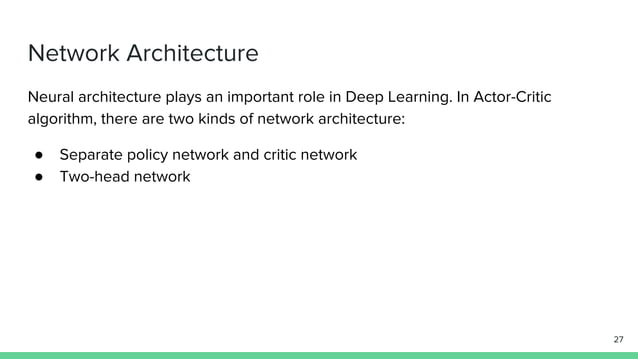 Network Architecture
Neural architecture plays an important role in Deep Learning. In Actor-Critic
algorithm, there are two kinds of network architecture:
● Separate policy network and critic network
● Two-head network
27